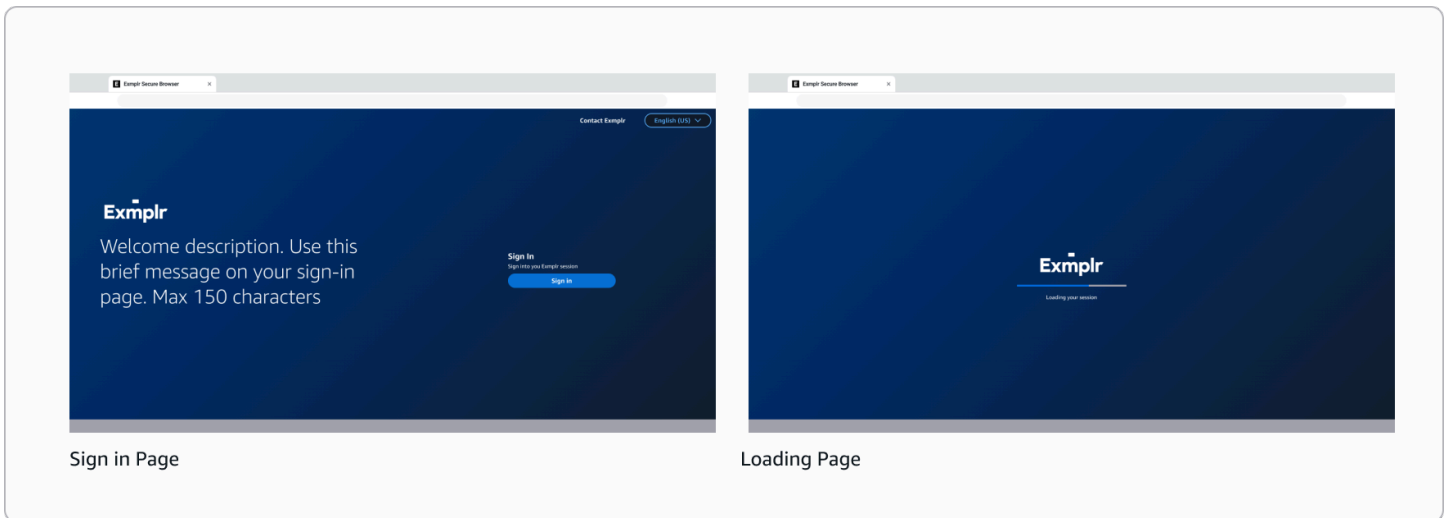 E Exmplr Secure Browser ×
Contact Exmplr English (US)
Exmplr
Welcome description. Use this
brief message on your sign-in
page. Max 150 characters
Sign In
Sign into you Exmplr session
Sign in
Sign in Page
E Exmplr Secure Browser ×
Exmplr
Loading your session
Loading Page